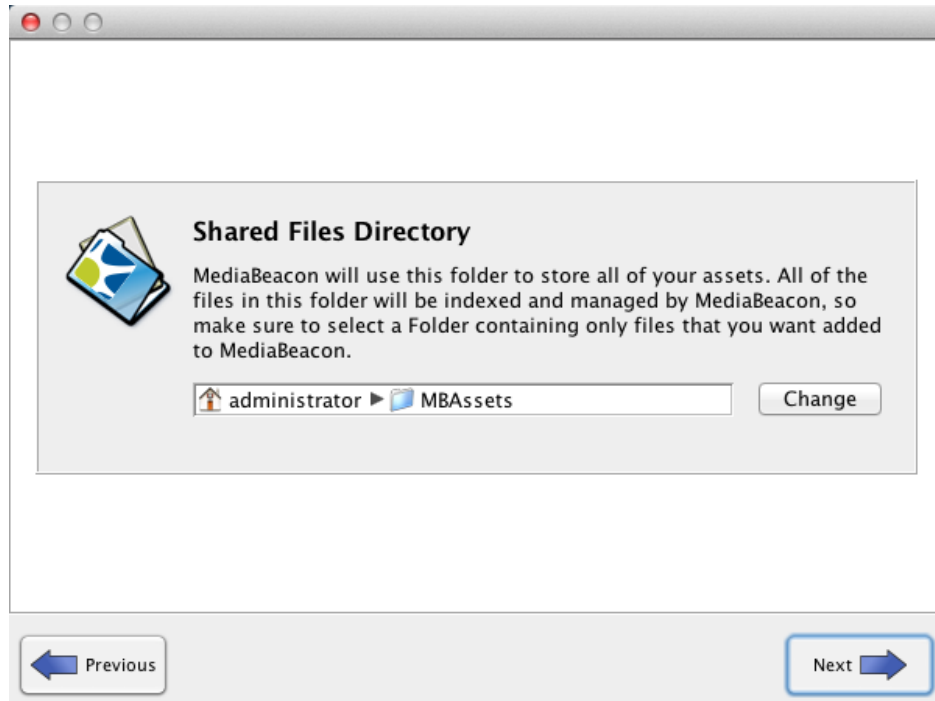 Shared Files Directory
MediaBeacon will use this folder to store all of your assets. All of the
files in this folder will be indexed and managed by MediaBeacon, so
make sure to select a Folder containing only files that you want added
to MediaBeacon.
administrator ▶ MBAssets
Change
Previous
Next